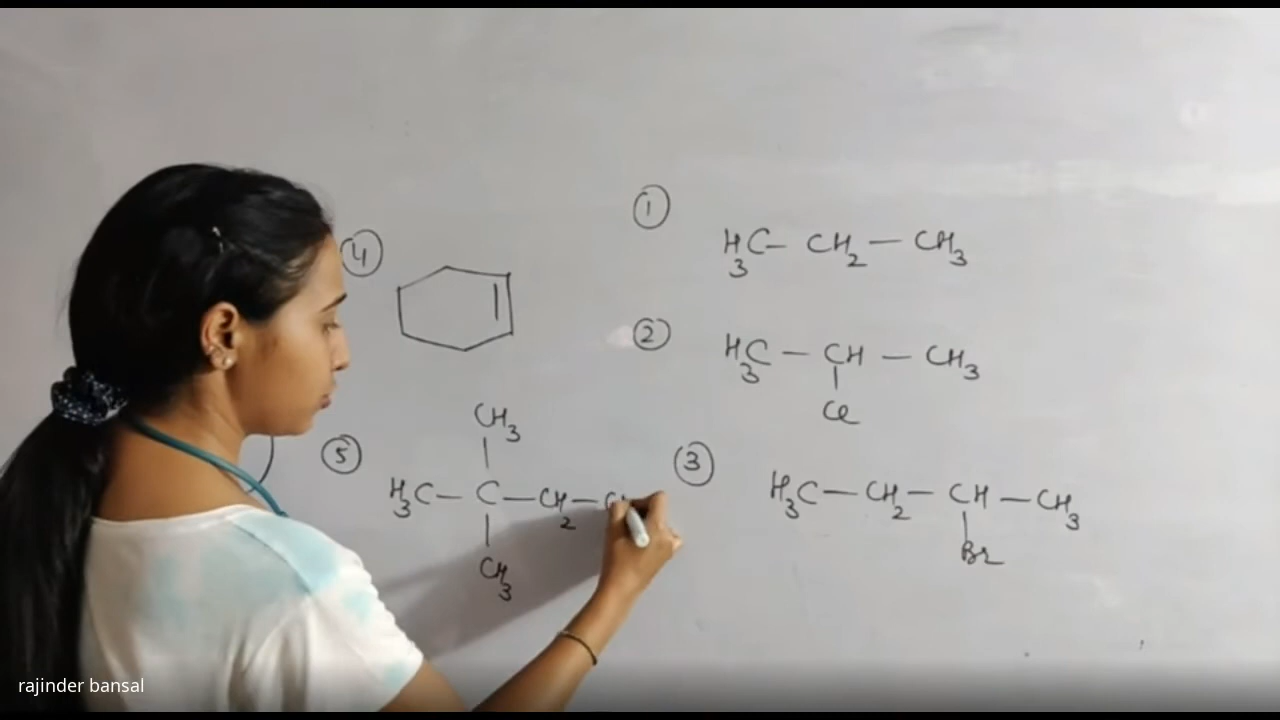 ①
H₃C – CH₂ – CH₃
②
H₃C – CH – CH₃
|
Cl
③
H₃C – CH₂ – CH – CH₃
|
Br
④
⑤
CH₃
|
H₃C – C – CH₂ –
|
CH₃
rajinder bansal